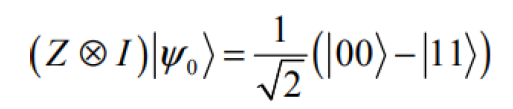 (Z ⊗ I)|ψ₀⟩ = 1/√2 (|00⟩ − |11⟩)